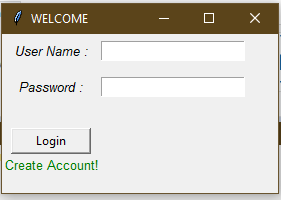 WELCOME
User Name :
Password :
Login
Create Account!